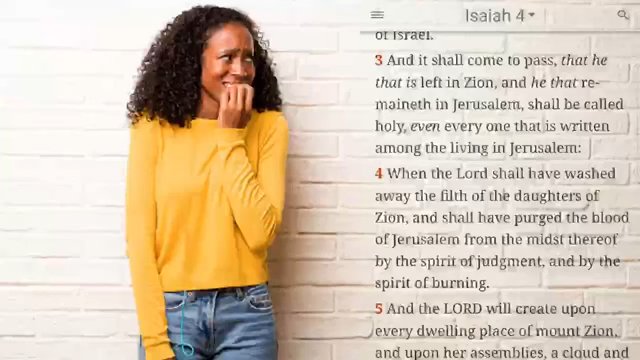 Isaiah 4
of Israel.
3 And it shall come to pass, that he
that is left in Zion, and he that re-
maineth in Jerusalem, shall be called
holy, even every one that is written
among the living in Jerusalem:
4 When the Lord shall have washed
away the filth of the daughters of
Zion, and shall have purged the blood
of Jerusalem from the midst thereof
by the spirit of judgment, and by the
spirit of burning.
5 And the LORD will create upon
every dwelling place of mount Zion,
and upon her assemblies, a cloud and